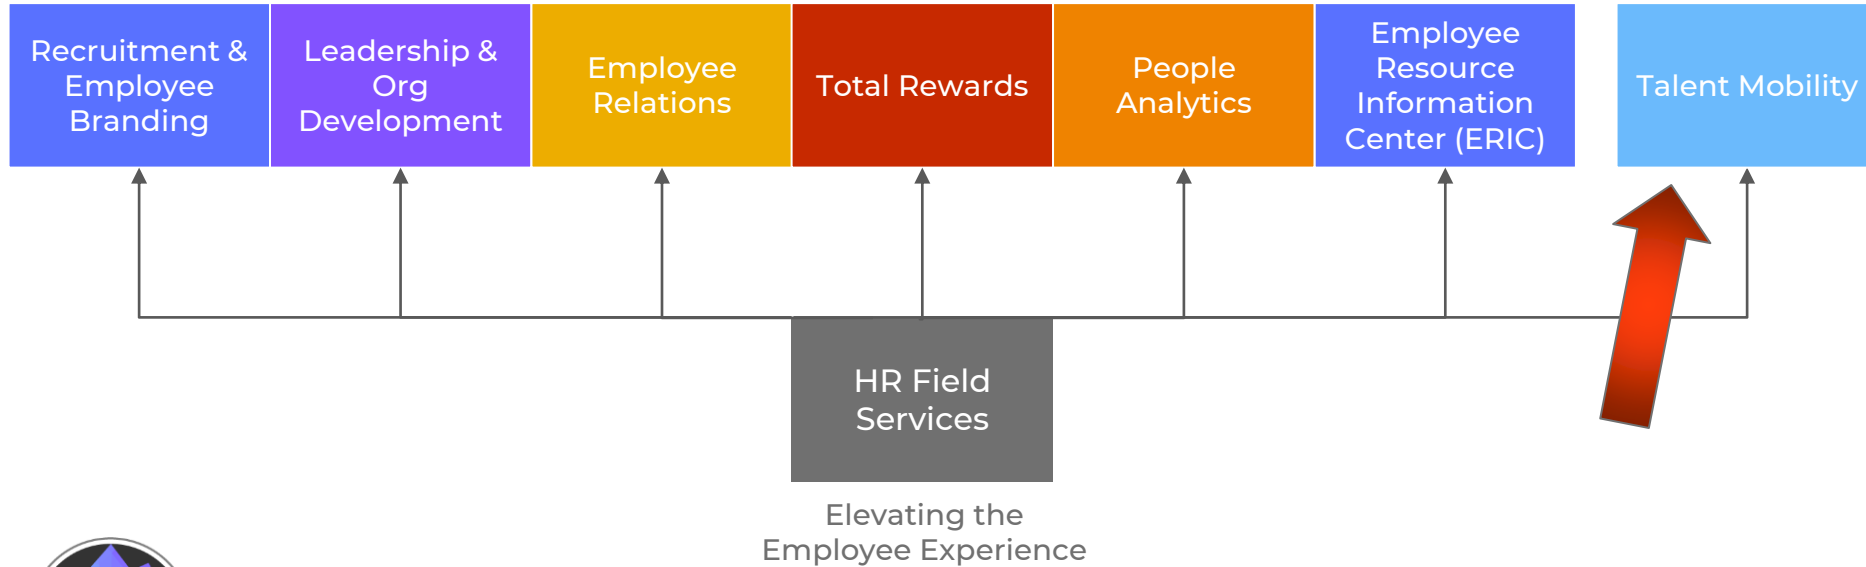 Recruitment &
Employee
Branding
Leadership &
Org
Development
Employee
Relations
Total Rewards
People
Analytics
Employee
Resource
Information
Center (ERIC)
Talent Mobility
HR Field
Services
Elevating the
Employee Experience